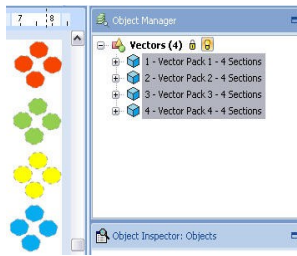 7 8
Object Manager
Vectors (4)
1 - Vector Pack 1 - 4 Sections
2 - Vector Pack 2 - 4 Sections
3 - Vector Pack 3 - 4 Sections
4 - Vector Pack 4 - 4 Sections
Object Inspector: Objects